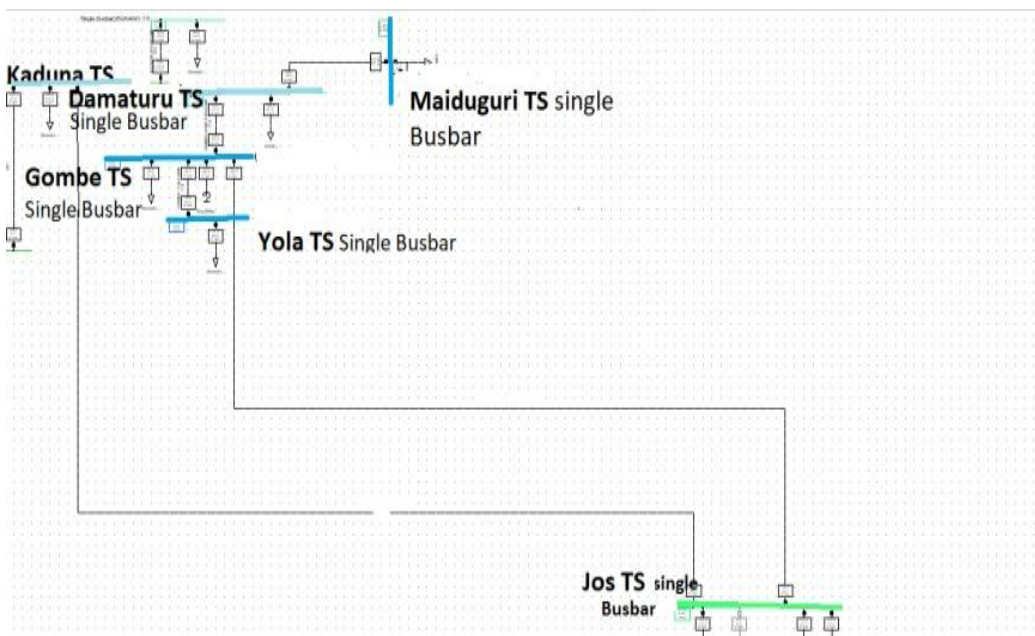 Kaduna TS
Damaturu TS
Single Busbar
Maiduguri TS single
Busbar
Gombe TS
Single Busbar
Yola TS Single Busbar
Jos TS single
Busbar